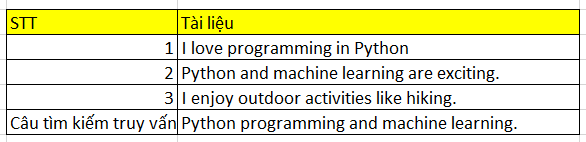 STT Tài liệu
1 I love programming in Python
2 Python and machine learning are exciting.
3 I enjoy outdoor activities like hiking.
Câu tìm kiếm truy vấn Python programming and machine learning.